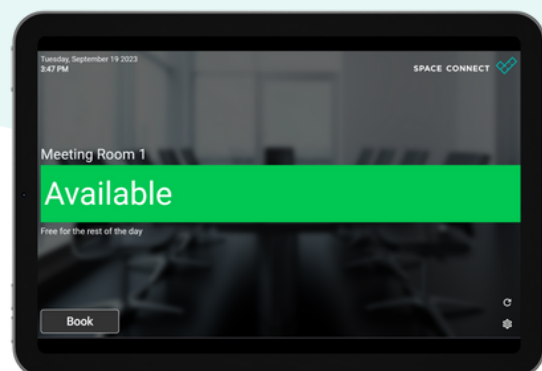 Tuesday, September 19 2023
3:47 PM
SPACE CONNECT
Meeting Room 1
Available
Free for the rest of the day
Book